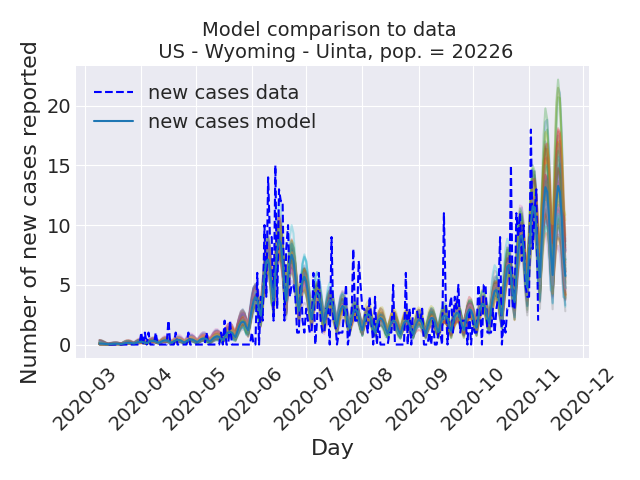 Model comparison to data
US - Wyoming - Uinta, pop. = 20226
Number of new cases reported
20
15
10
5
0
new cases data
new cases model
2020-03
2020-04
2020-05
2020-06
2020-07
2020-08
2020-09
2020-10
2020-11
2020-12
Day